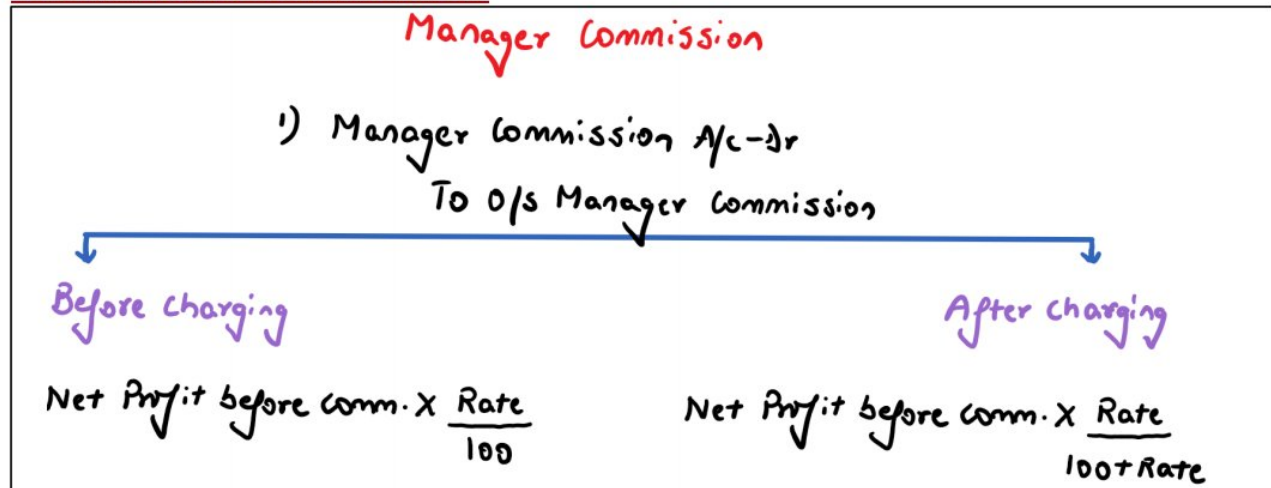 Manager Commission
1) Manager Commission A/c-Dr
To O/S Manager Commission
Before charging
After charging
Net Profit before comm. X Rate/100
Net Profit before comm. X Rate/100+Rate